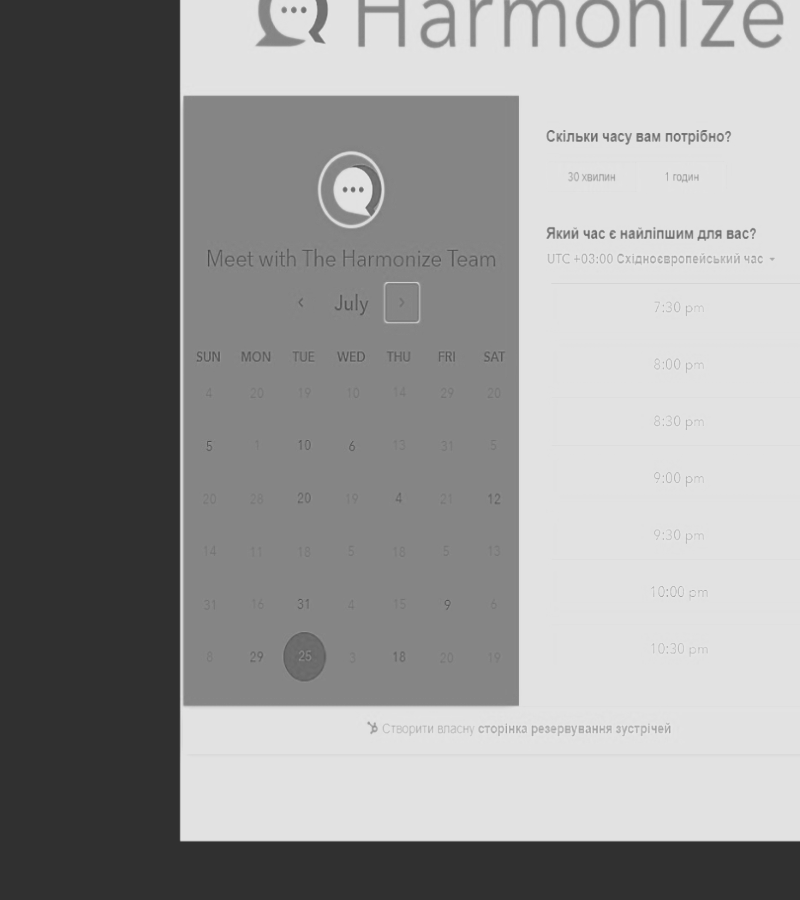 Harmonize
Meet with The Harmonize Team
July
SUN MON TUE WED THU FRI SAT
4 20 19 10 14 29 20
5 1 10 6 13 31 5
20 28 20 19 4 21 12
14 11 18 5 18 5 13
31 16 31 4 15 9 6
8 29 25 3 18 20 19
Скільки часу вам потрібно?
30 хвилин 1 годин
Який час є найліпшим для вас?
UTC +03:00 Східноєвропейський час
7:30 pm
8:00 pm
8:30 pm
9:00 pm
9:30 pm
10:00 pm
10:30 pm
Створити власну сторінка резервування зустрічей